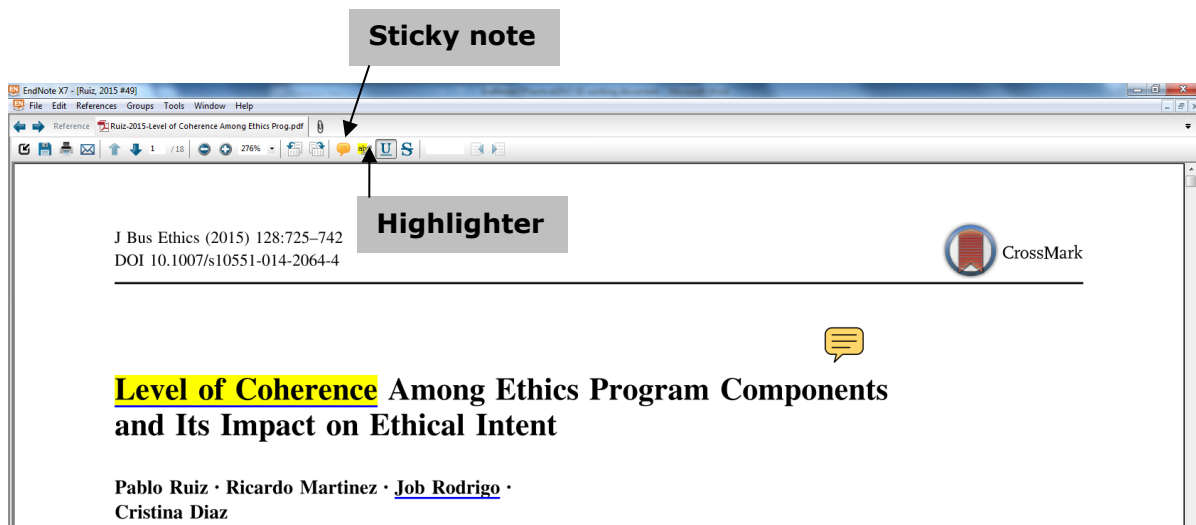 Sticky note
EndNote X7 - [Ruiz, 2015 #49]
File Edit References Groups Tools Window Help
Reference Ruiz-2015-Level of Coherence Among Ethics Prog.pdf
1 /18 276% U S
Highlighter
J Bus Ethics (2015) 128:725–742
DOI 10.1007/s10551-014-2064-4
CrossMark
Level of Coherence Among Ethics Program Components
and Its Impact on Ethical Intent
Pablo Ruiz · Ricardo Martinez · Job Rodrigo ·
Cristina Diaz